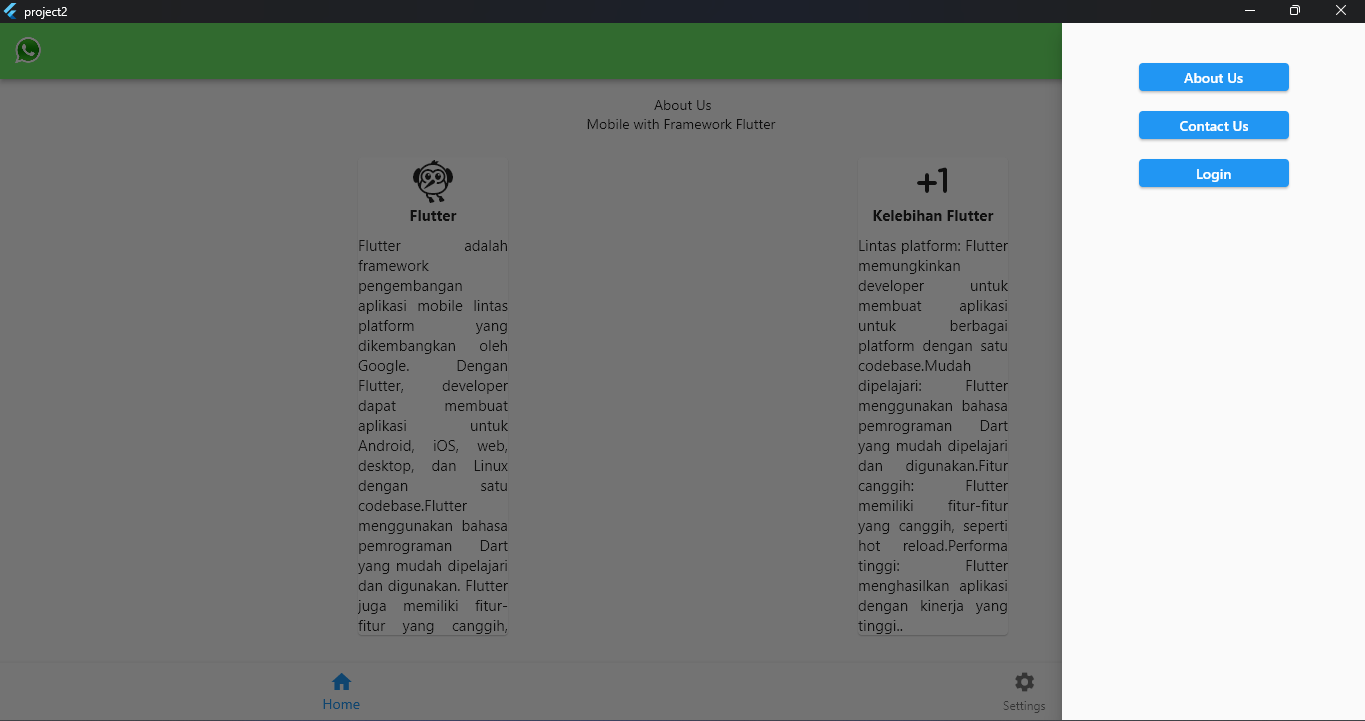 project2
About Us
Mobile with Framework Flutter
Flutter
Flutter adalah
framework
pengembangan
aplikasi mobile lintas
platform yang
dikembangkan oleh
Google. Dengan
Flutter, developer
dapat membuat
aplikasi untuk
Android, iOS, web,
desktop, dan Linux
dengan satu
codebase.Flutter
menggunakan bahasa
pemrograman Dart
yang mudah dipelajari
dan digunakan. Flutter
juga memiliki fitur-
fitur yang canggih,
+1
Kelebihan Flutter
Lintas platform: Flutter
memungkinkan
developer untuk
membuat aplikasi
untuk berbagai
platform dengan satu
codebase.Mudah
dipelajari: Flutter
menggunakan bahasa
pemrograman Dart
yang mudah dipelajari
dan digunakan.Fitur
canggih: Flutter
memiliki fitur-fitur
yang canggih, seperti
hot reload.Performa
tinggi: Flutter
menghasilkan aplikasi
dengan kinerja yang
tinggi..
Home
Settings
About Us
Contact Us
Login